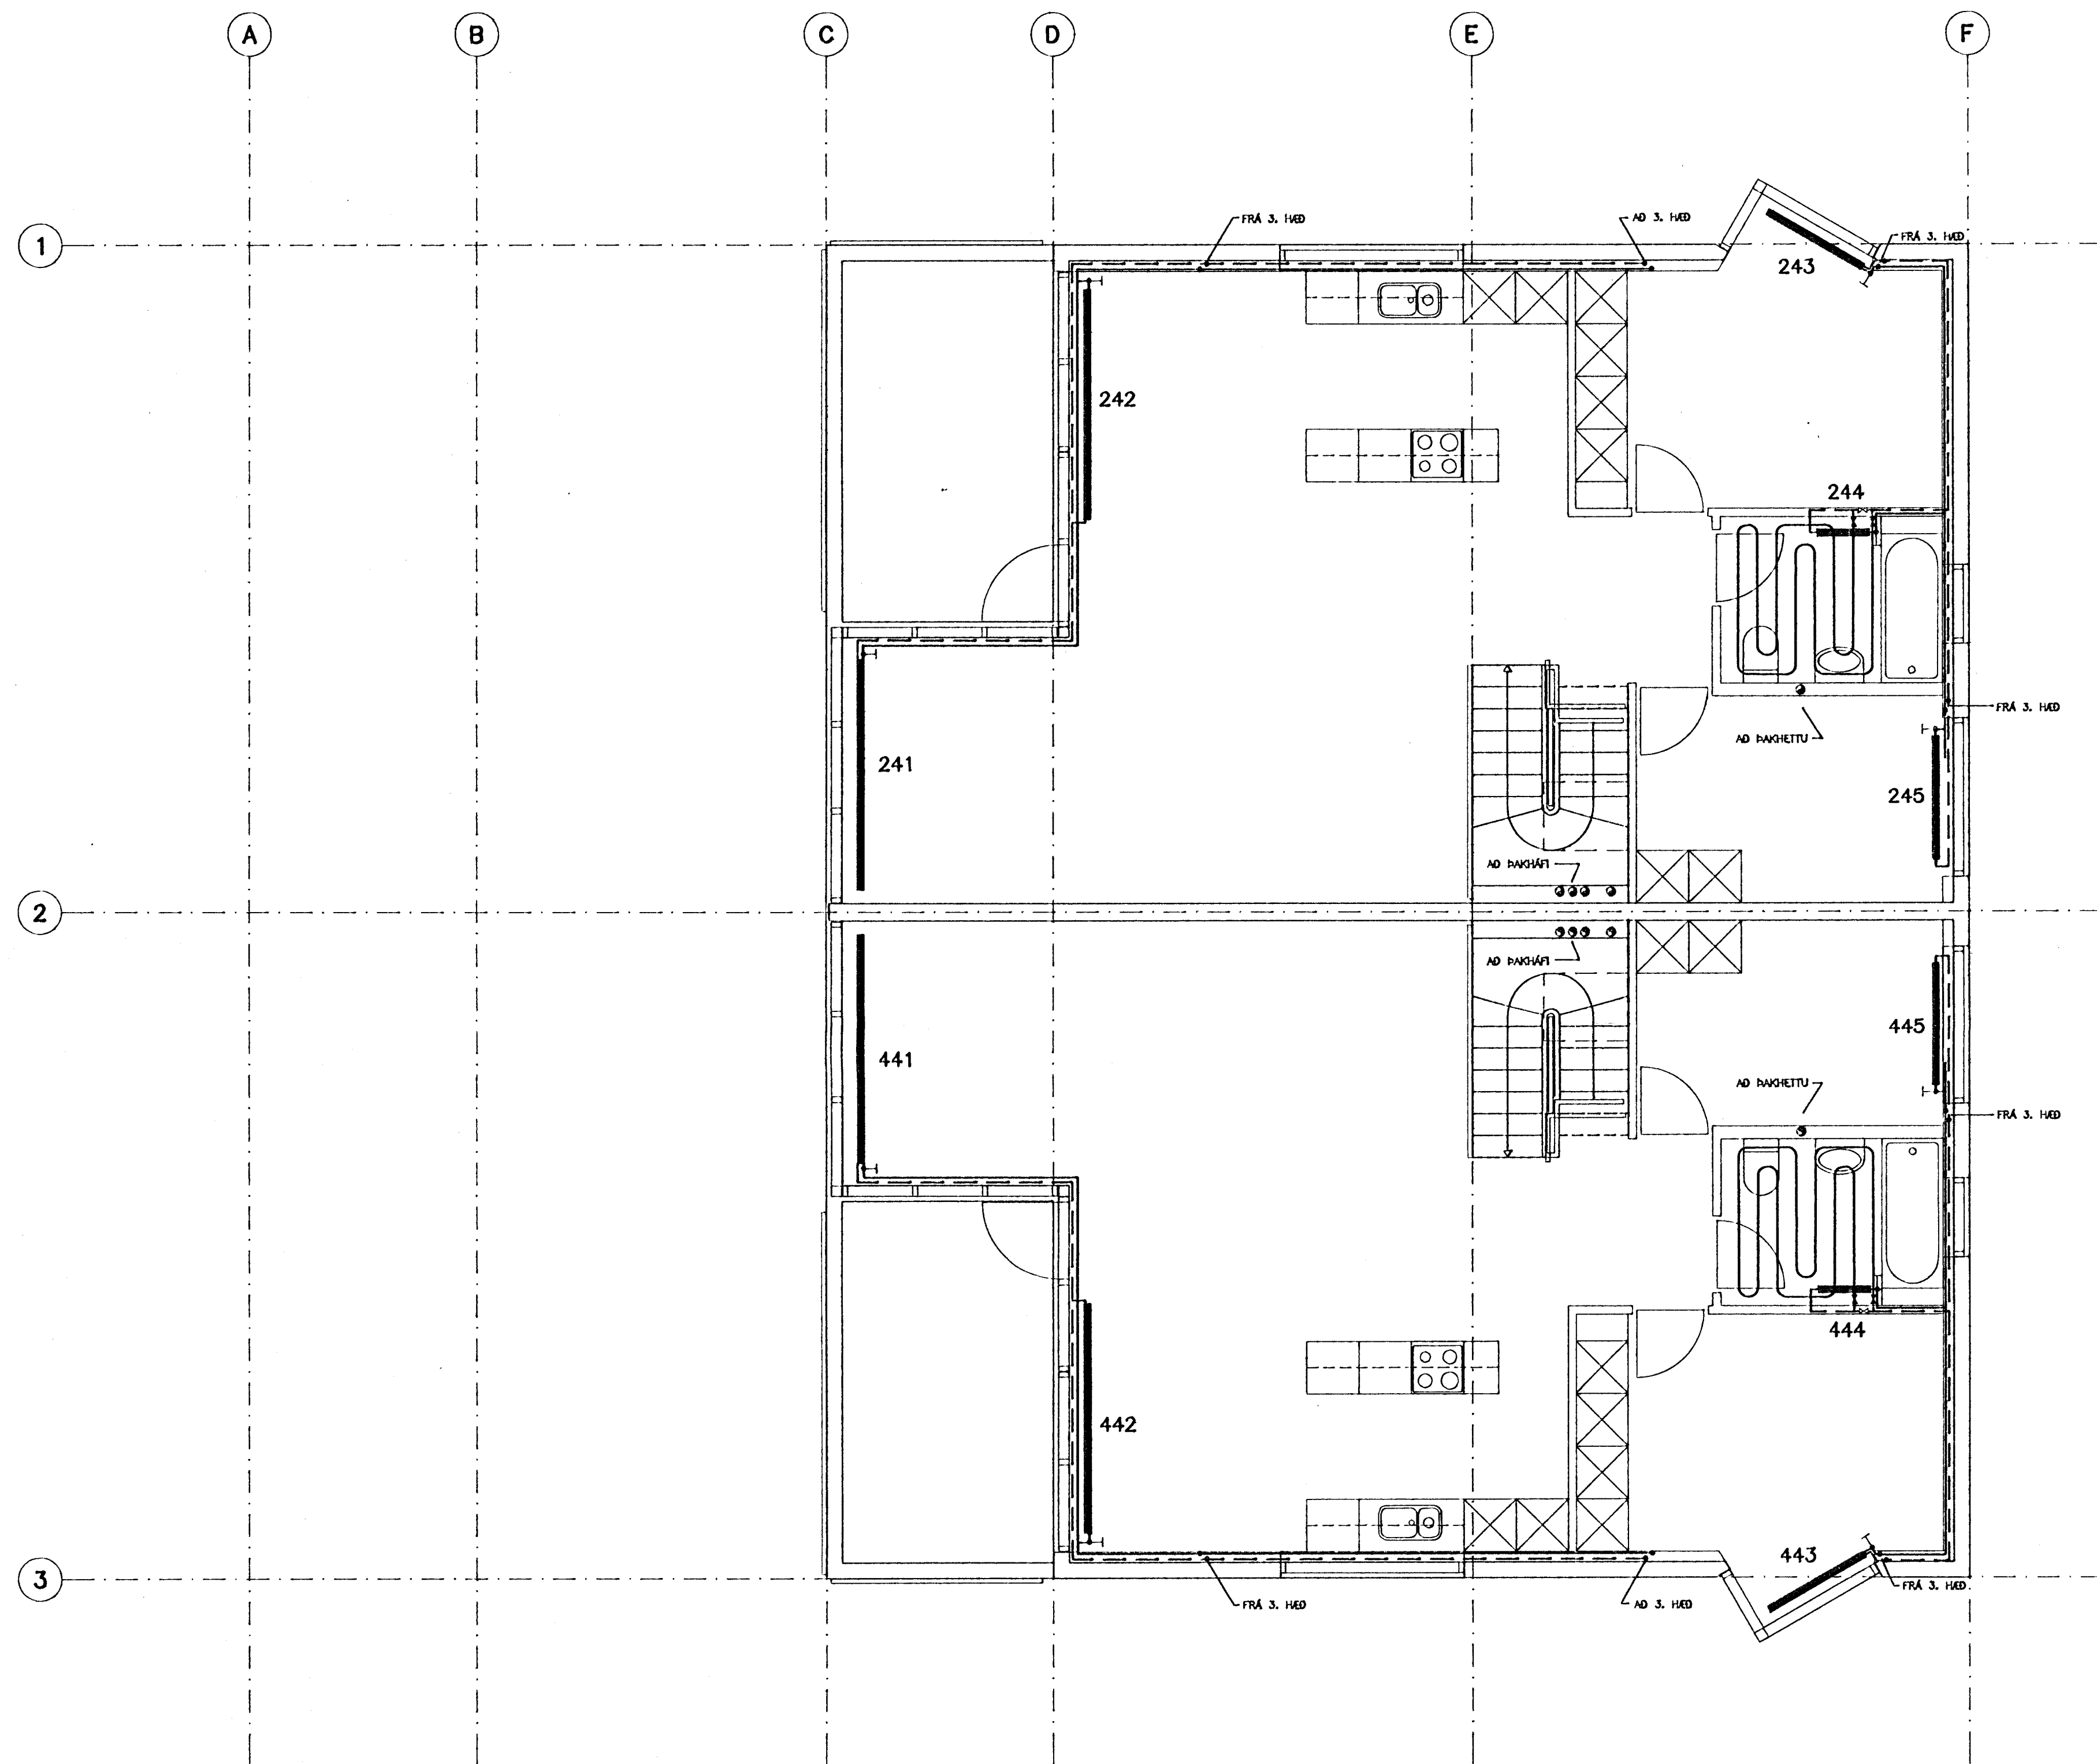 A B C D E F
FRÁ 3. HÆÐ
AÐ 3. HÆÐ
FRÁ 3. HÆÐ
1
243
242
244
FRÁ 3. HÆÐ
AÐ ÞAKHETTU
241
245
AÐ ÞAKHÁFI
2
AÐ ÞAKHÁFI
445
441
AÐ ÞAKHETTU
FRÁ 3. HÆÐ
444
442
443
3
FRÁ 3. HÆÐ
FRÁ 3. HÆÐ
AÐ 3. HÆÐ